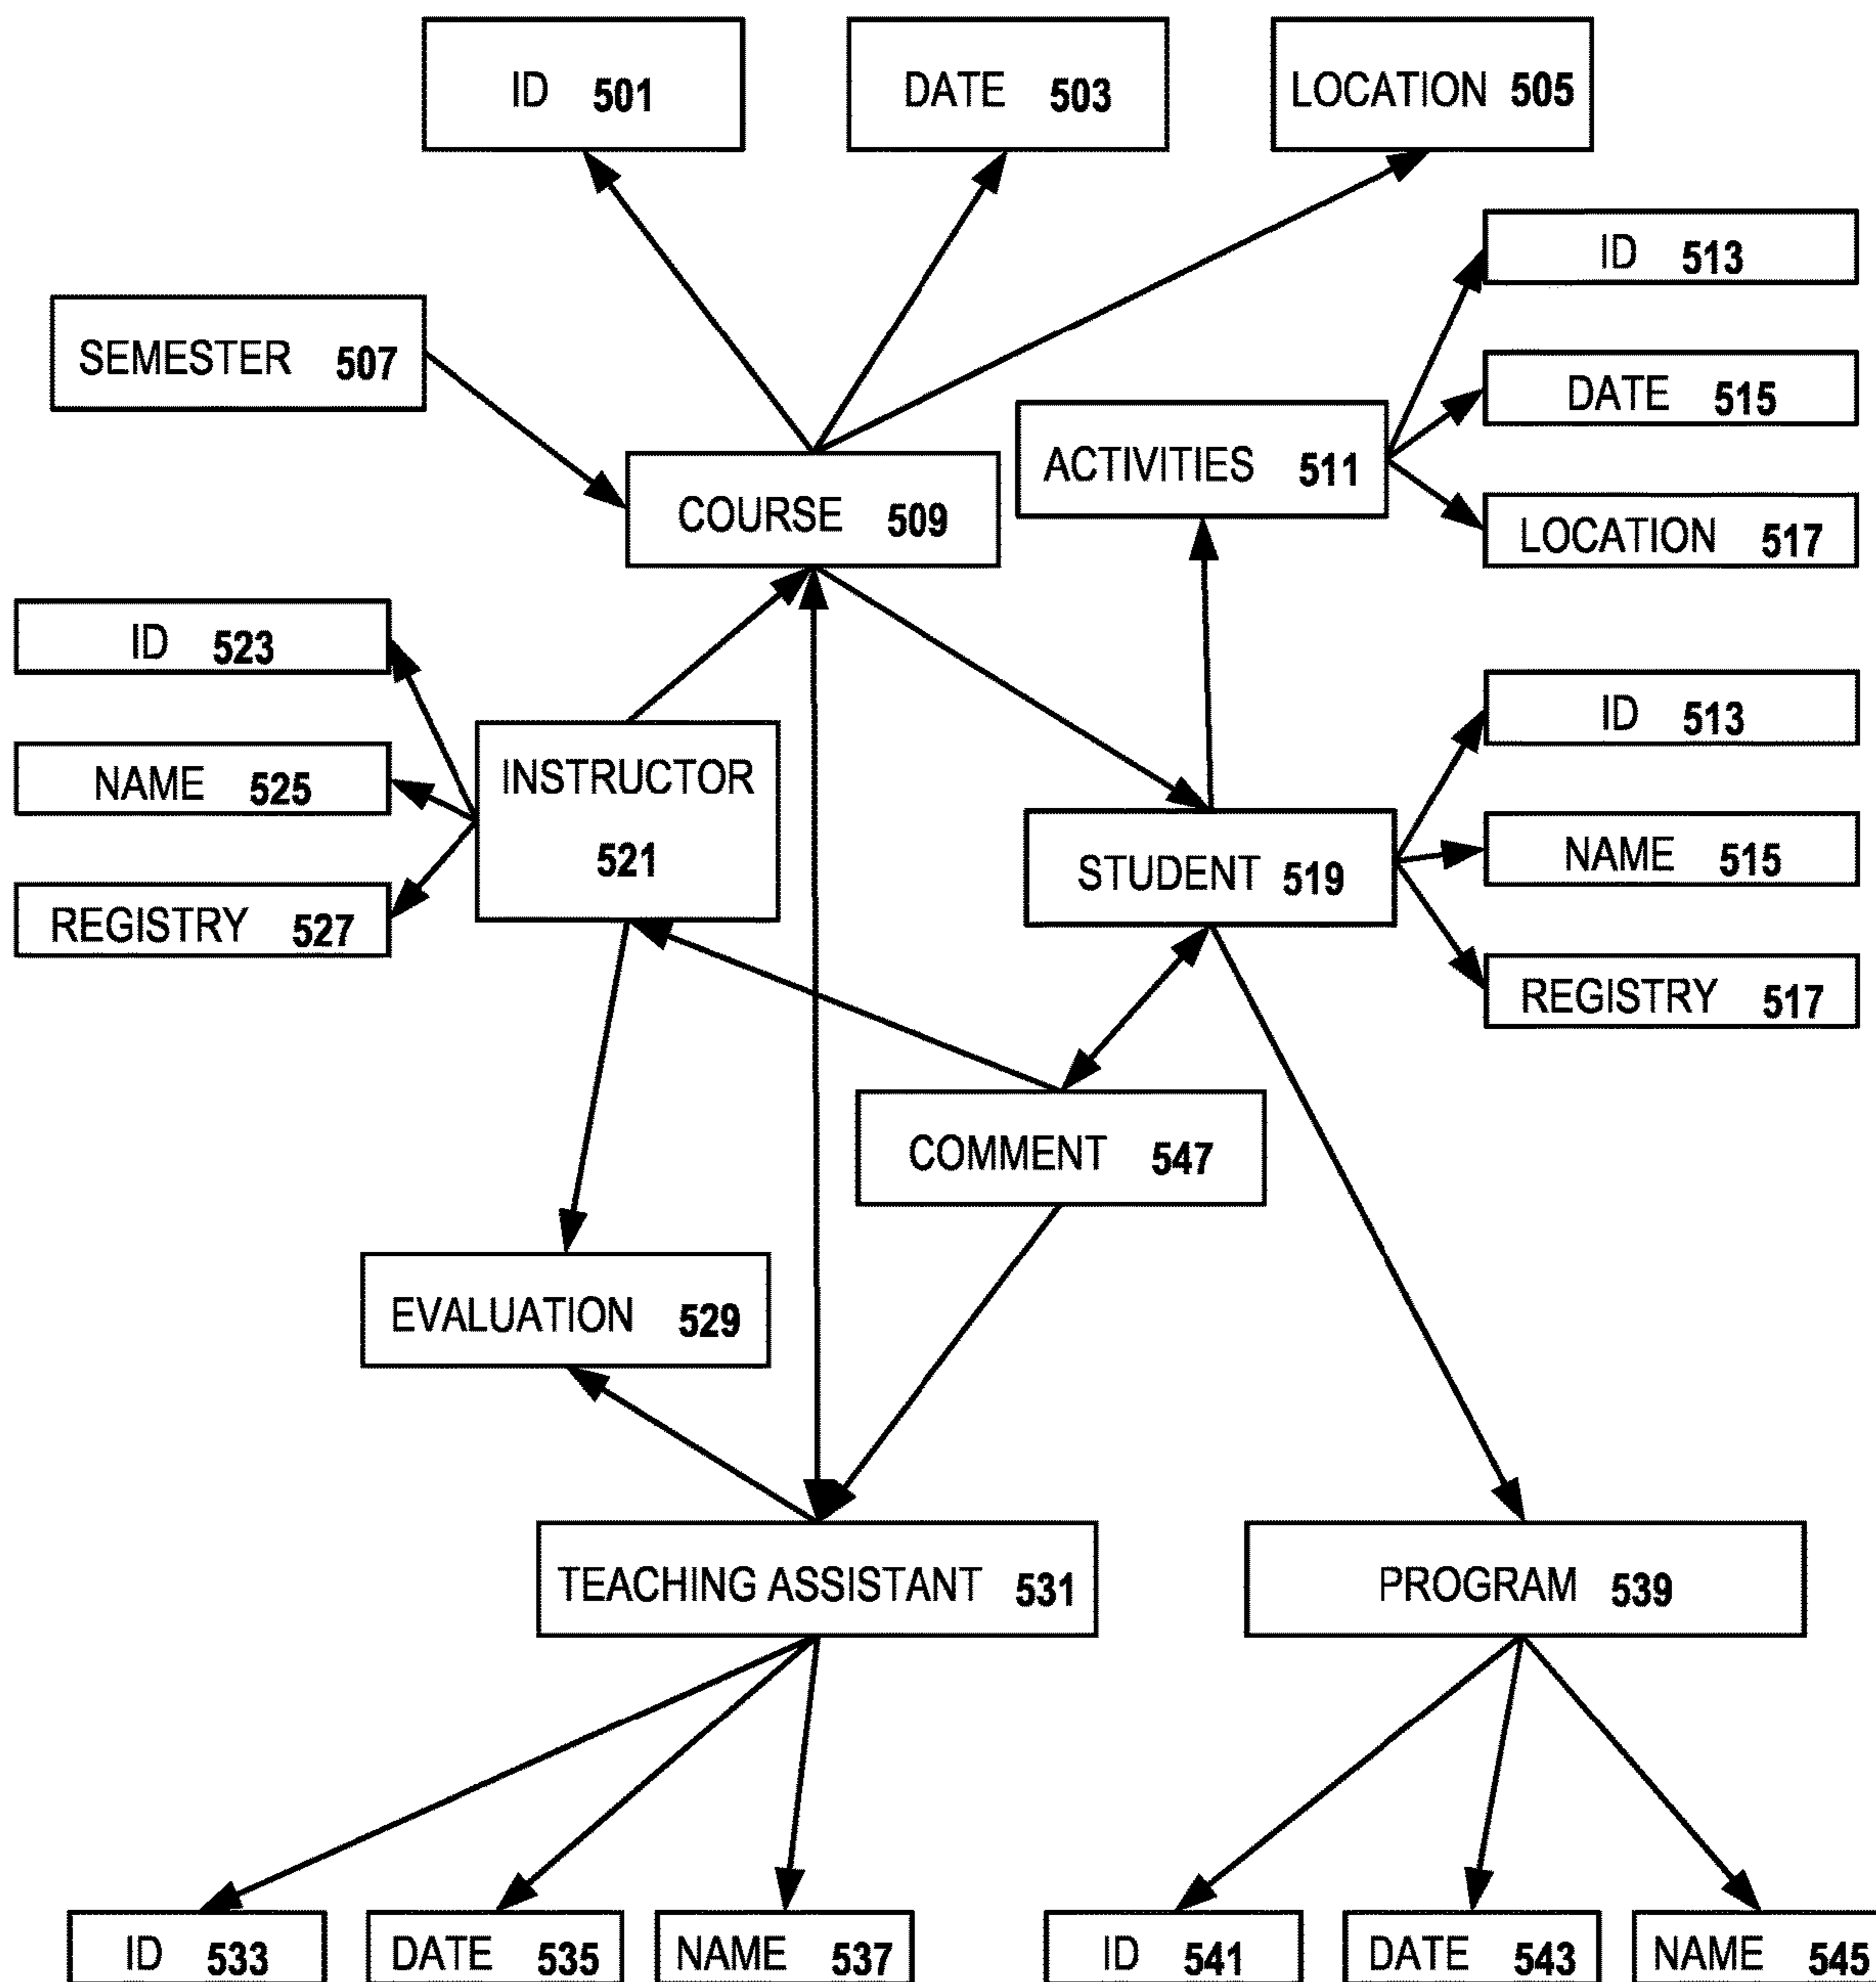 ID 501
DATE 503
LOCATION 505
ID 513
SEMESTER 507
DATE 515
ACTIVITIES 511
COURSE 509
LOCATION 517
ID 523
ID 513
NAME 525
INSTRUCTOR
521
NAME 515
STUDENT 519
REGISTRY 527
REGISTRY 517
COMMENT 547
EVALUATION 529
TEACHING ASSISTANT 531
PROGRAM 539
ID 533
DATE 535
NAME 537
ID 541
DATE 543
NAME 545